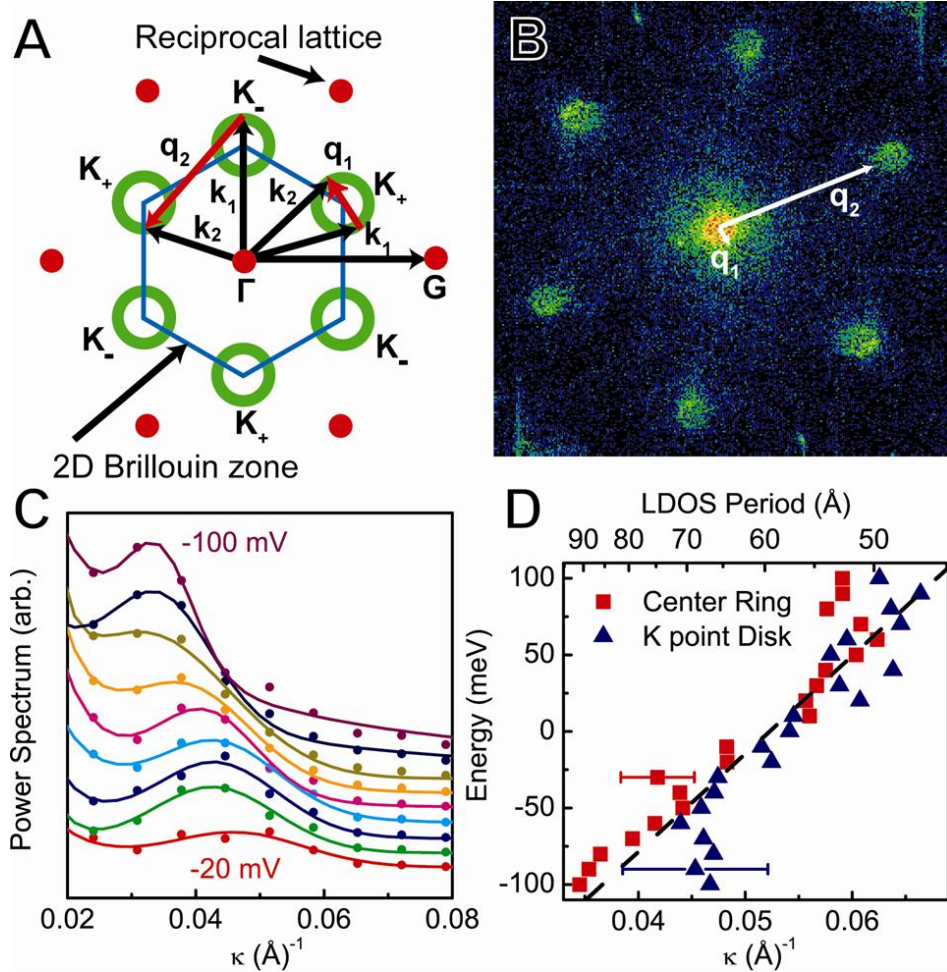 A
Reciprocal lattice
K-
q2
q1
K+
K+
k1
k2
k2
k1
Γ
G
K-
K-
K+
2D Brillouin zone
B
q2
q1
C
-100 mV
-20 mV
Power Spectrum (arb.)
0.02 0.04 0.06 0.08
κ (Å)-1
D
LDOS Period (Å)
90 80 70 60 50
Center Ring
K point Disk
Energy (meV)
100
50
0
-50
-100
0.04 0.05 0.06
κ (Å)-1